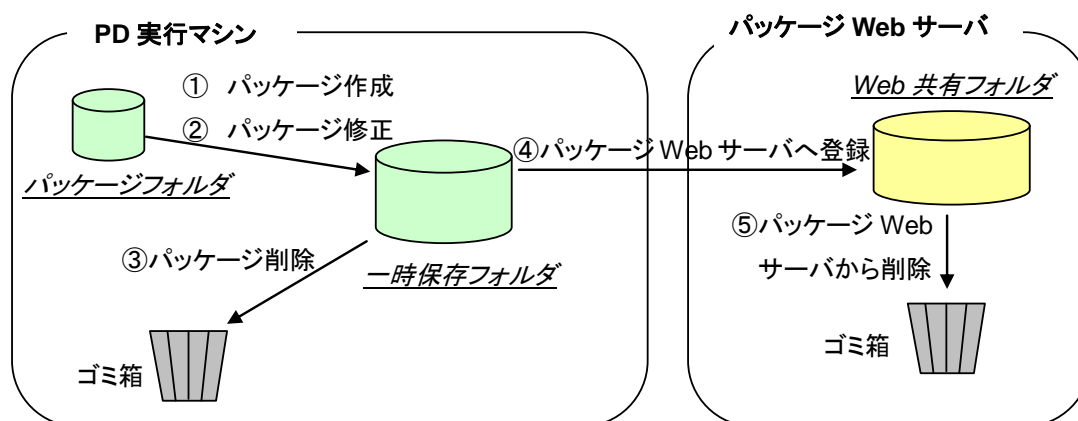 PD 実行マシン
① パッケージ作成
② パッケージ修正
パッケージフォルダ
③パッケージ削除
一時保存フォルダ
ゴミ箱
④パッケージ Web サーバへ登録
パッケージ Web サーバ
Web 共有フォルダ
⑤パッケージ Web
サーバから削除
ゴミ箱